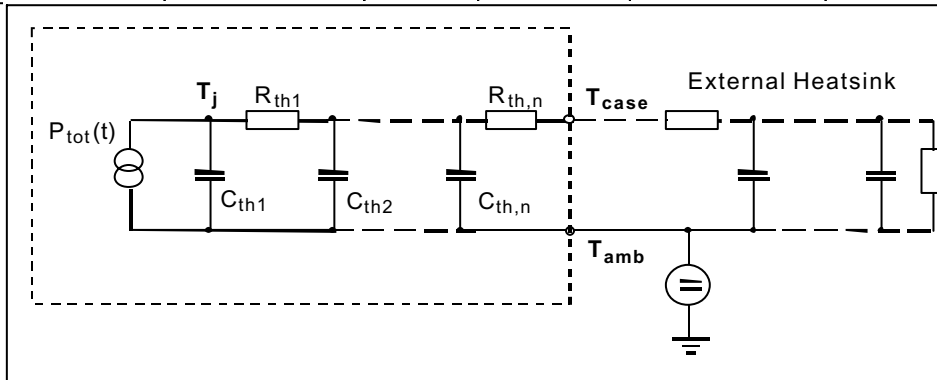 External Heatsink
T_j R_th1 R_th,n T_case
P_tot(t)
C_th1 C_th2 C_th,n
T_amb